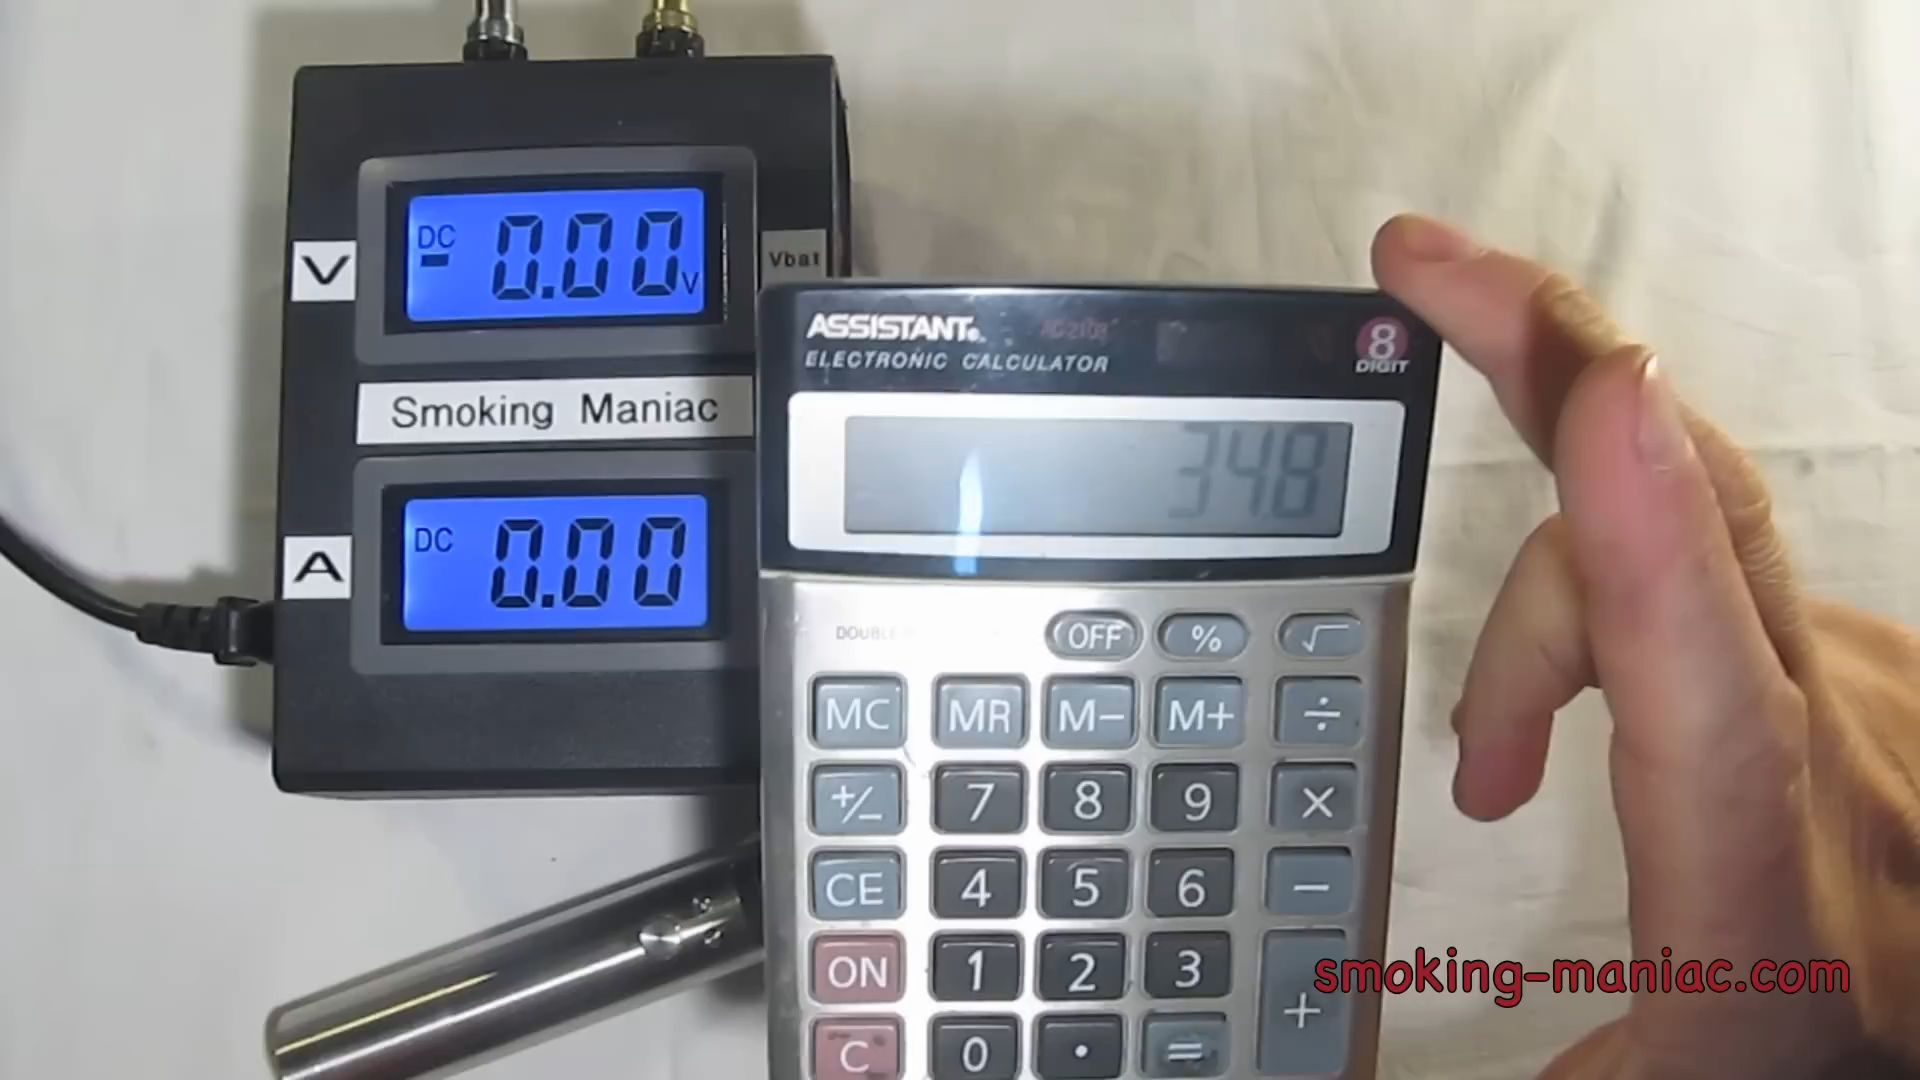 DC
- 0.00 V
V
Vbat
Smoking Maniac
DC
0.00
A
ASSISTANT®
ELECTRONIC CALCULATOR
8
DIGIT
OFF % √
MC MR M− M+ ÷
+/− 7 8 9 ×
CE 4 5 6 −
ON 1 2 3
C 0 . = +
smoking-maniac.com